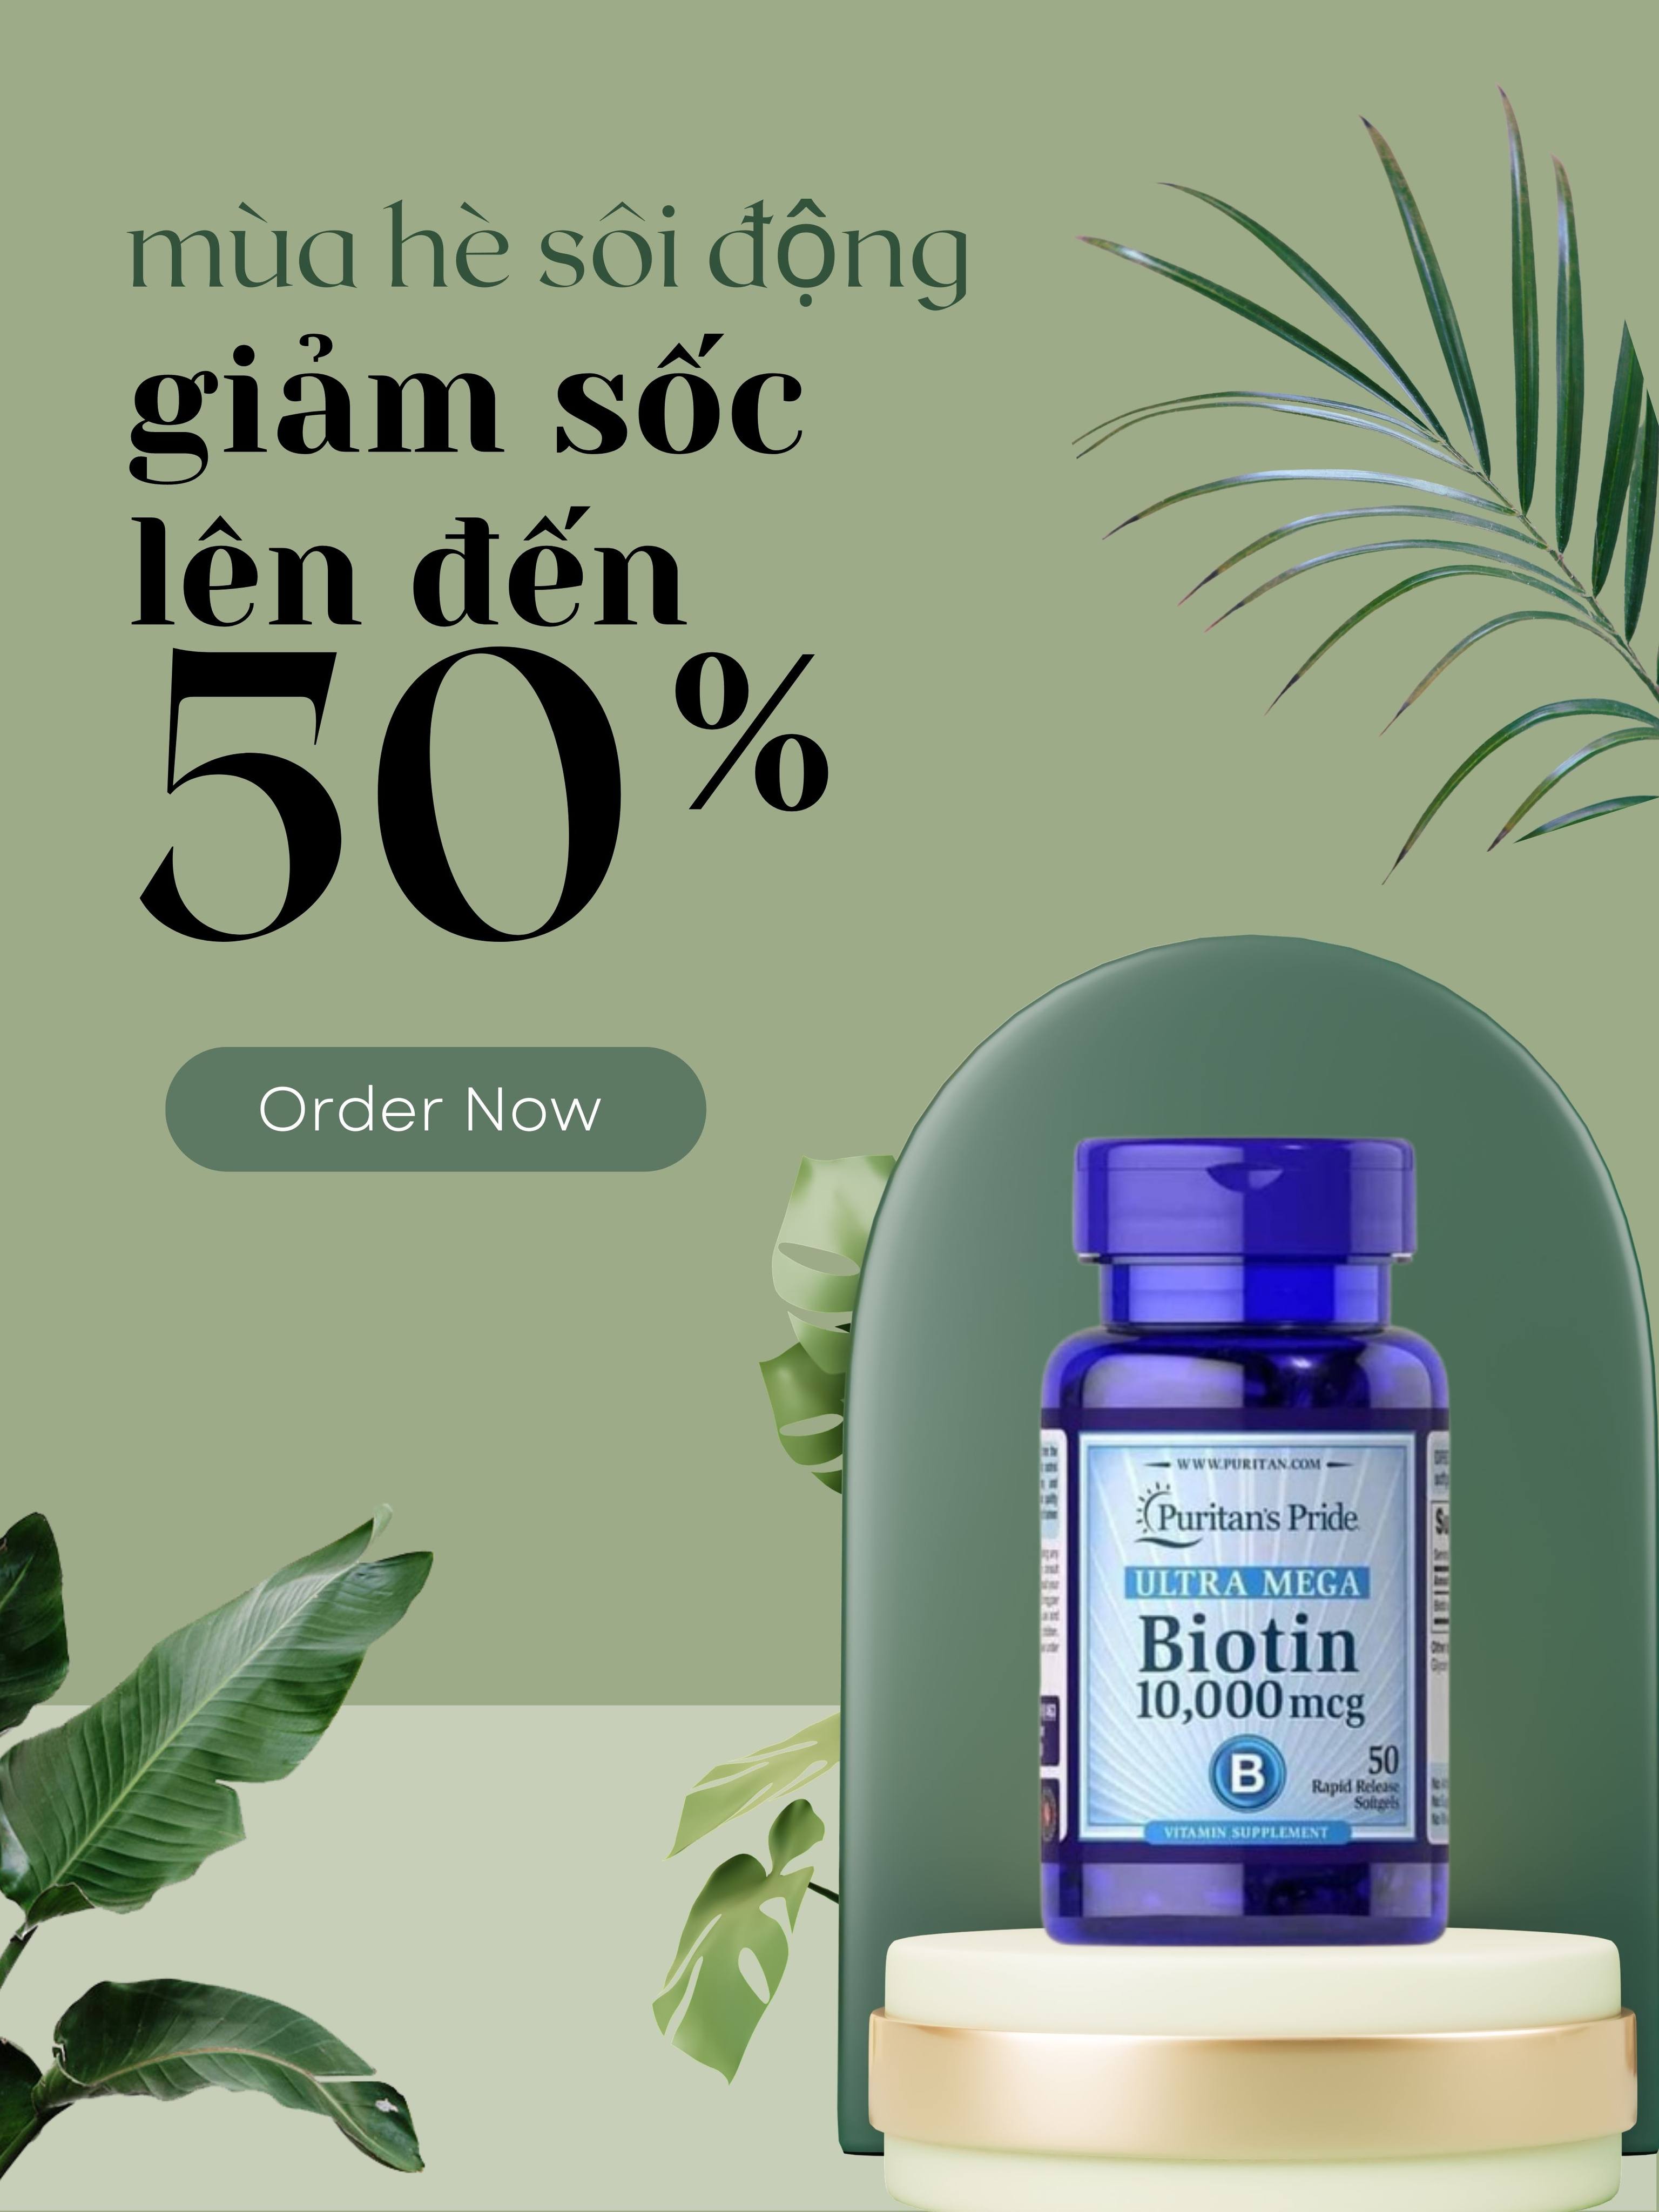 mùa hè sôi động
giảm sốc
lên đến
50%
Order Now
WWW.PURITAN.COM
Puritan's Pride
ULTRA MEGA
Biotin
10,000 mcg
B
50
Rapid Release
Softgels
VITAMIN SUPPLEMENT